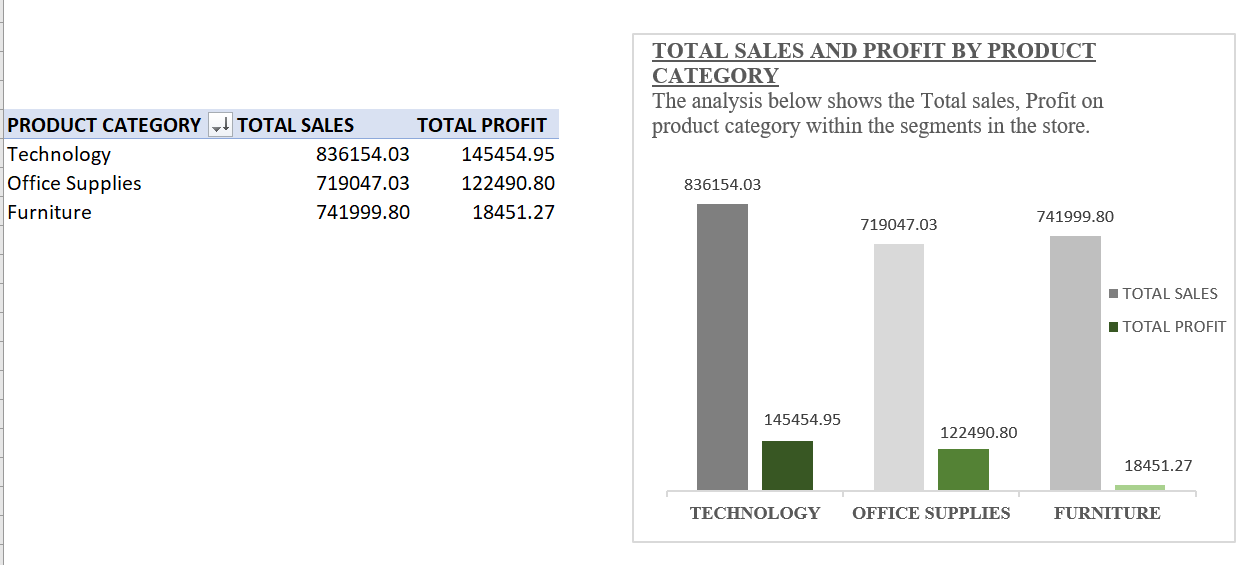 PRODUCT CATEGORY TOTAL SALES TOTAL PROFIT
Technology 836154.03 145454.95
Office Supplies 719047.03 122490.80
Furniture 741999.80 18451.27
TOTAL SALES AND PROFIT BY PRODUCT
CATEGORY
The analysis below shows the Total sales, Profit on
product category within the segments in the store.
836154.03
719047.03
741999.80
TOTAL SALES
TOTAL PROFIT
145454.95
122490.80
18451.27
TECHNOLOGY OFFICE SUPPLIES FURNITURE